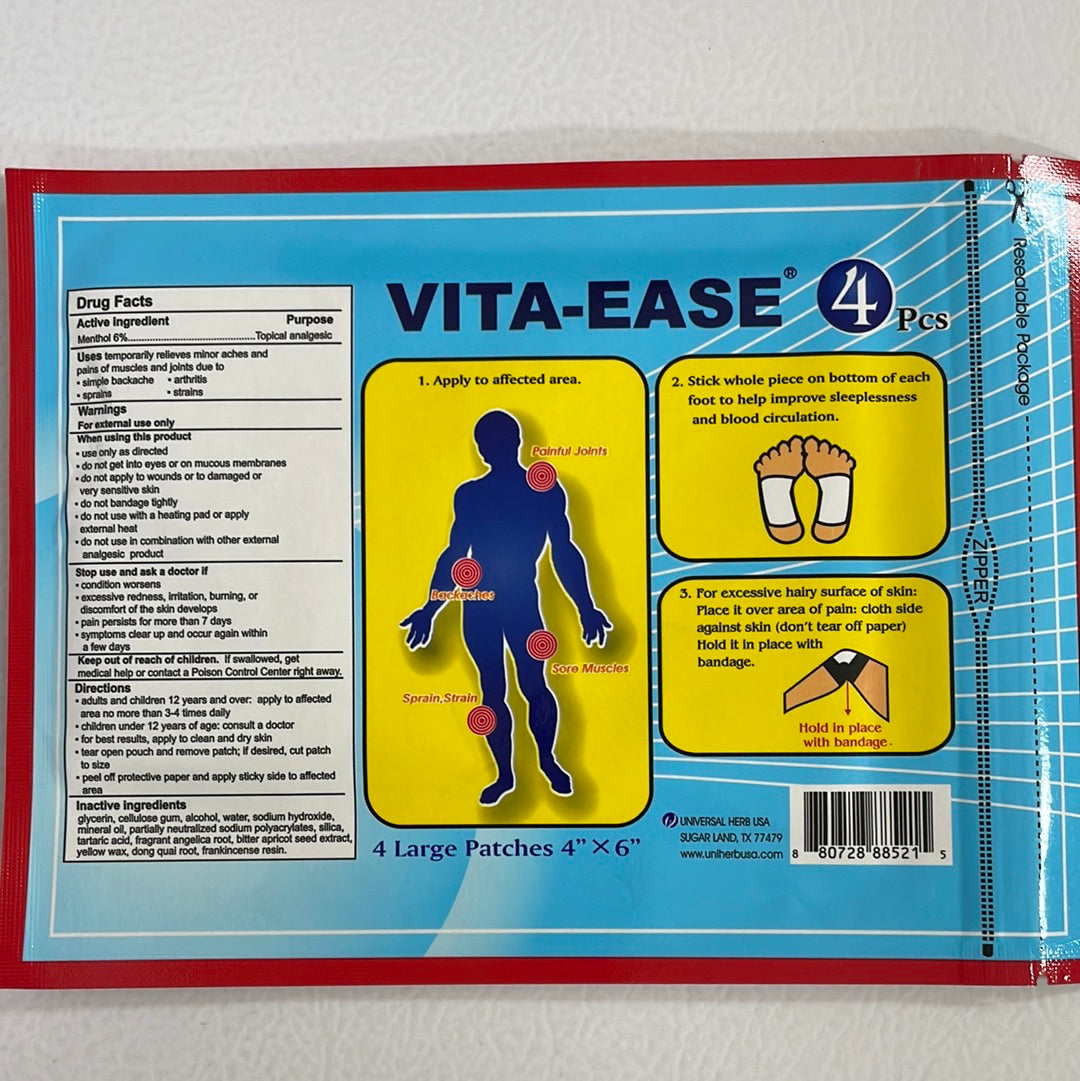 Drug Facts
Active ingredient Purpose
Menthol 6%..........................................Topical analgesic
Uses temporarily relieves minor aches and
pains of muscles and joints due to
• simple backache • arthritis
• sprains • strains
Warnings
For external use only
When using this product
• use only as directed
• do not get into eyes or on mucous membranes
• do not apply to wounds or to damaged or
very sensitive skin
• do not bandage tightly
• do not use with a heating pad or apply
external heat
• do not use in combination with other external
analgesic product
Stop use and ask a doctor if
• condition worsens
• excessive redness, irritation, burning, or
discomfort of the skin develops
• pain persists for more than 7 days
• symptoms clear up and occur again within
a few days
Keep out of reach of children. If swallowed, get
medical help or contact a Poison Control Center right away.
Directions
• adults and children 12 years and over: apply to affected
area no more than 3-4 times daily
• children under 12 years of age: consult a doctor
• for best results, apply to clean and dry skin
• tear open pouch and remove patch; if desired, cut patch
to size
• peel off protective paper and apply sticky side to affected
area
Inactive ingredients
glycerin, cellulose gum, alcohol, water, sodium hydroxide,
mineral oil, partially neutralized sodium polyacrylates, silica,
tartaric acid, fragrant angelica root, bitter apricot seed extract,
yellow wax, dong quai root, frankincense resin.
VITA-EASE® 4 Pcs
1. Apply to affected area.
Painful Joints
Backaches
Sore Muscles
Sprain,Strain
4 Large Patches 4”×6”
2. Stick whole piece on bottom of each
foot to help improve sleeplessness
and blood circulation.
3. For excessive hairy surface of skin:
Place it over area of pain: cloth side
against skin (don't tear off paper)
Hold it in place with
bandage.
Hold in place
with bandage.
UNIVERSAL HERB USA
SUGAR LAND, TX 77479
www.uniherbusa.com
8 80728 88521 5
ZIPPER
Resealable Package